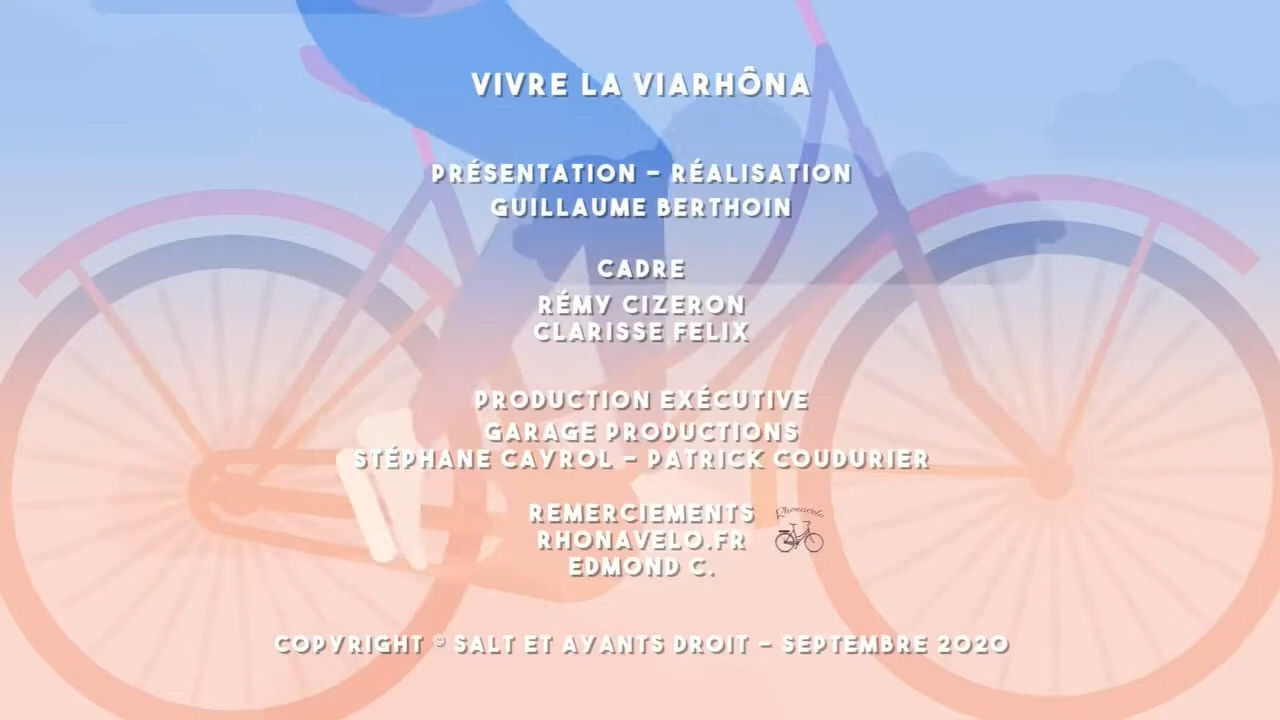 VIVRE LA VIARHÔNA
PRÉSENTATION - RÉALISATION
GUILLAUME BERTHOIN
CADRE
RÉMY CIZERON
CLARISSE FELIX
PRODUCTION EXÉCUTIVE
GARAGE PRODUCTIONS
STÉPHANE CAYROL - PATRICK COUDURIER
REMERCIEMENTS
Rhonavelo
RHONAVELO.FR
EDMOND C.
COPYRIGHT © SALT ET AYANTS DROIT - SEPTEMBRE 2020